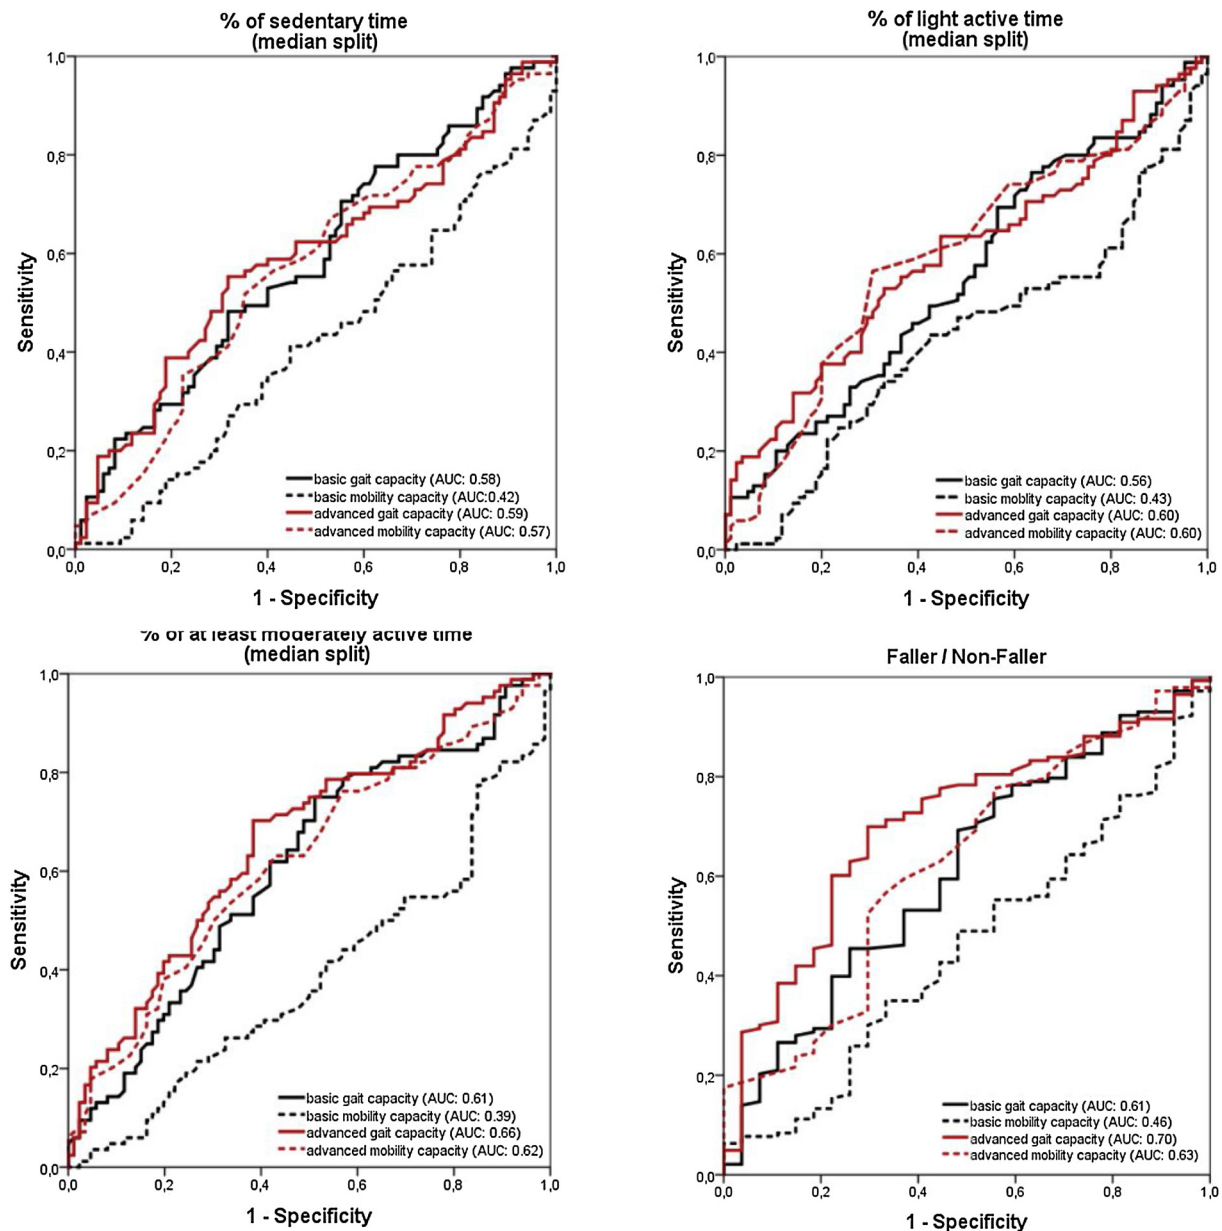 % of sedentary time
(median split)
1,0
0,8
0,6
0,4
0,2
0,0
Sensitivity
basic gait capacity (AUC: 0.58)
basic mobility capacity (AUC:0.42)
advanced gait capacity (AUC: 0.59)
advanced mobility capacity (AUC: 0.57)
0,0 0,2 0,4 0,6 0,8 1,0
1 - Specificity
% of light active time
(median split)
1,0
0,8
0,6
0,4
0,2
0,0
Sensitivity
basic gait capacity (AUC: 0.56)
basic moblity capacity (AUC: 0.43)
advanced gait capacity (AUC: 0.60)
advanced mobility capacity (AUC: 0.60)
0,0 0,2 0,4 0,6 0,8 1,0
1 - Specificity
% of at least moderately active time
(median split)
1,0
0,8
0,6
0,4
0,2
0,0
Sensitivity
basic gait capacity (AUC: 0.61)
basic mobility capacity (AUC: 0.39)
advanced gait capacity (AUC: 0.66)
advanced mobility capacity (AUC: 0.62)
0,0 0,2 0,4 0,6 0,8 1,0
1 - Specificity
Faller / Non-Faller
1,0
0,8
0,6
0,4
0,2
0,0
Sensitivity
basic gait capacity (AUC: 0.61)
basic mobility capacity (AUC: 0.46)
advanced gait capacity (AUC: 0.70)
advanced mobility capacity (AUC: 0.63)
0,0 0,2 0,4 0,6 0,8 1,0
1 - Specificity